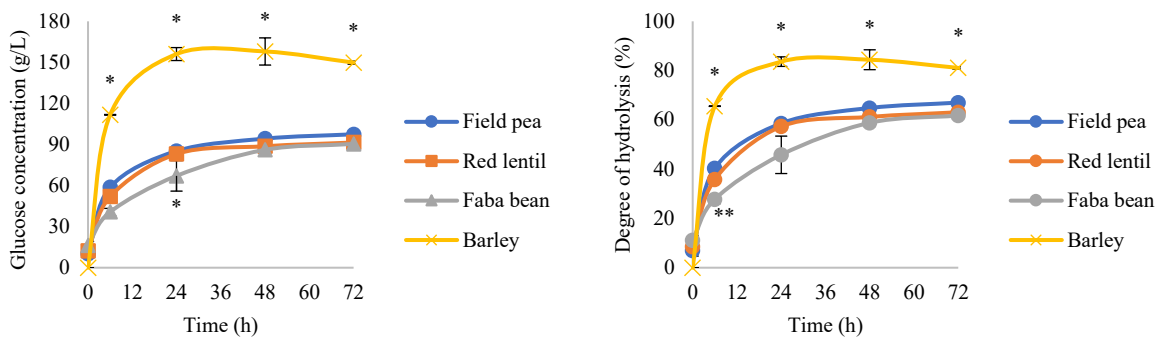 Glucose concentration (g/L)
180
150
120
90
60
30
0
0 12 24 36 48 60 72
Time (h)
* * * * *
Field pea
Red lentil
Faba bean
Barley
Degree of hydrolysis (%)
100
80
60
40
20
0
0 12 24 36 48 60 72
Time (h)
* * * * **
Field pea
Red lentil
Faba bean
Barley